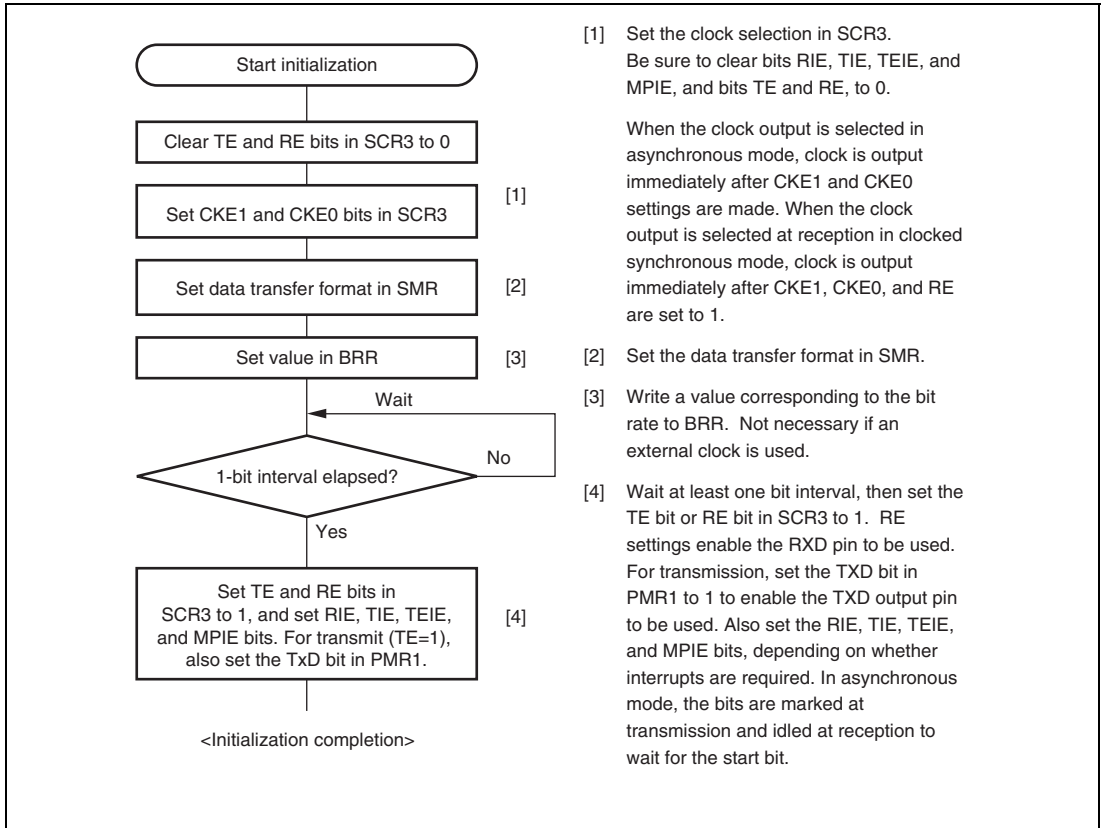 Start initialization
Clear TE and RE bits in SCR3 to 0
Set CKE1 and CKE0 bits in SCR3
[1]
Set data transfer format in SMR
[2]
Set value in BRR
[3]
Wait
1-bit interval elapsed?
No
Yes
Set TE and RE bits in
SCR3 to 1, and set RIE, TIE, TEIE,
and MPIE bits. For transmit (TE=1),
also set the TxD bit in PMR1.
[4]
<Initialization completion>
[1] Set the clock selection in SCR3.
Be sure to clear bits RIE, TIE, TEIE, and
MPIE, and bits TE and RE, to 0.
When the clock output is selected in
asynchronous mode, clock is output
immediately after CKE1 and CKE0
settings are made. When the clock
output is selected at reception in clocked
synchronous mode, clock is output
immediately after CKE1, CKE0, and RE
are set to 1.
[2] Set the data transfer format in SMR.
[3] Write a value corresponding to the bit
rate to BRR. Not necessary if an
external clock is used.
[4] Wait at least one bit interval, then set the
TE bit or RE bit in SCR3 to 1. RE
settings enable the RXD pin to be used.
For transmission, set the TXD bit in
PMR1 to 1 to enable the TXD output pin
to be used. Also set the RIE, TIE, TEIE,
and MPIE bits, depending on whether
interrupts are required. In asynchronous
mode, the bits are marked at
transmission and idled at reception to
wait for the start bit.